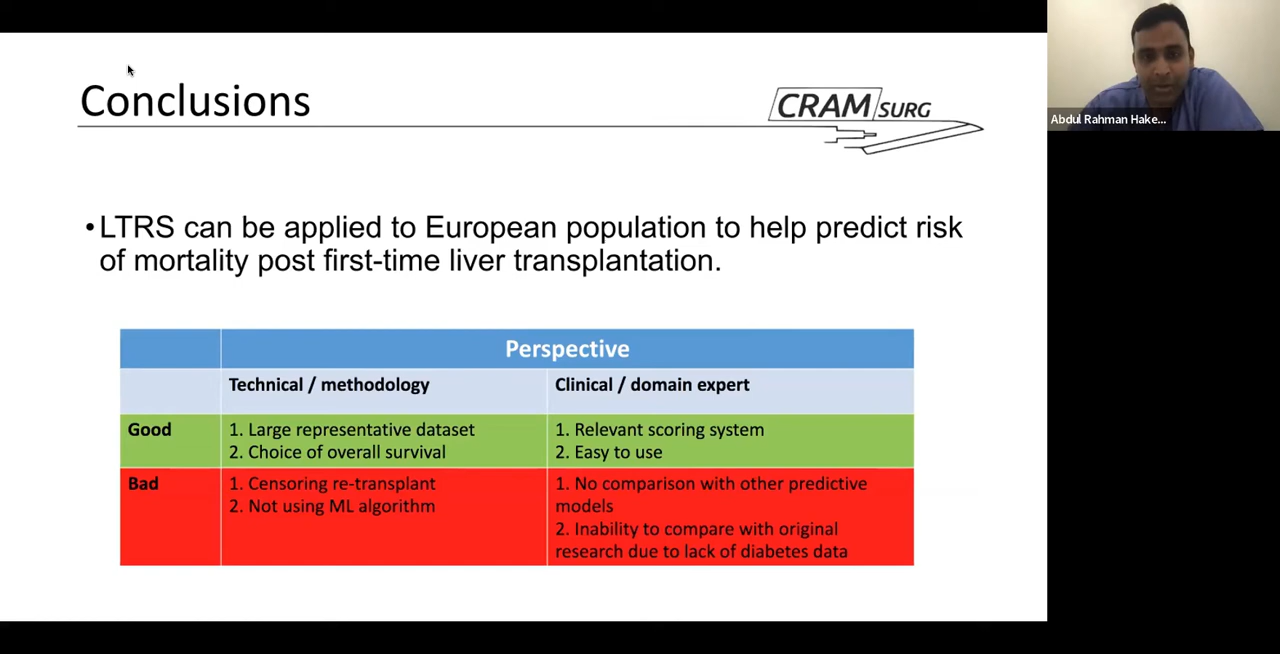 Conclusions
CRAM SURG
Abdul Rahman Hake...
•LTRS can be applied to European population to help predict risk
of mortality post first-time liver transplantation.
Perspective
Technical / methodology
Clinical / domain expert
Good
1. Large representative dataset
2. Choice of overall survival
1. Relevant scoring system
2. Easy to use
Bad
1. Censoring re-transplant
2. Not using ML algorithm
1. No comparison with other predictive
models
2. Inability to compare with original
research due to lack of diabetes data